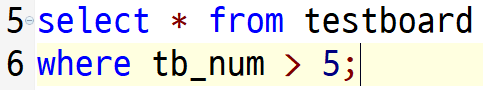 5 select * from testboard
6 where tb_num > 5;